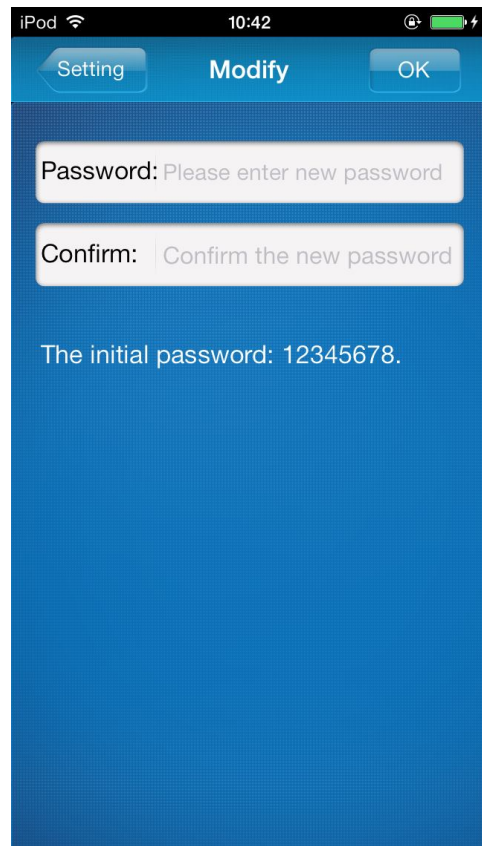 iPod 10:42
Setting Modify OK
Password: Please enter new password
Confirm: Confirm the new password
The initial password: 12345678.